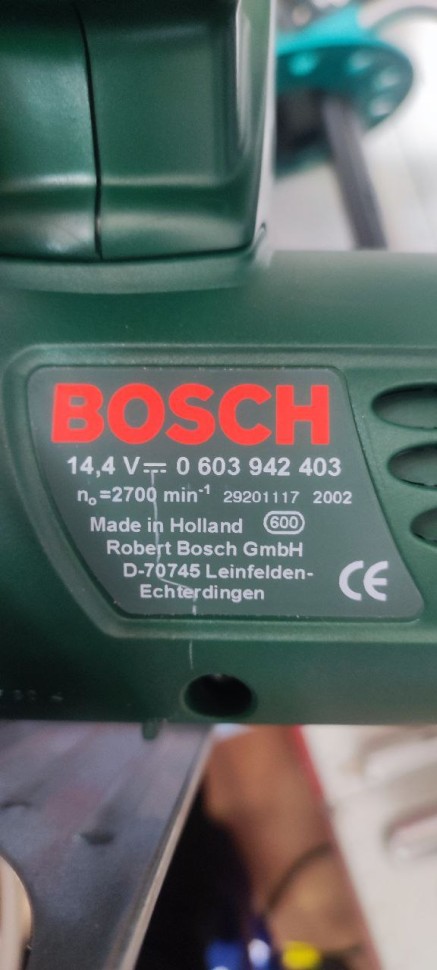 BOSCH
14,4 V⎓ 0 603 942 403
n₀=2700 min⁻¹ 29201117 2002
Made in Holland 600
Robert Bosch GmbH
D-70745 Leinfelden-
Echterdingen CE